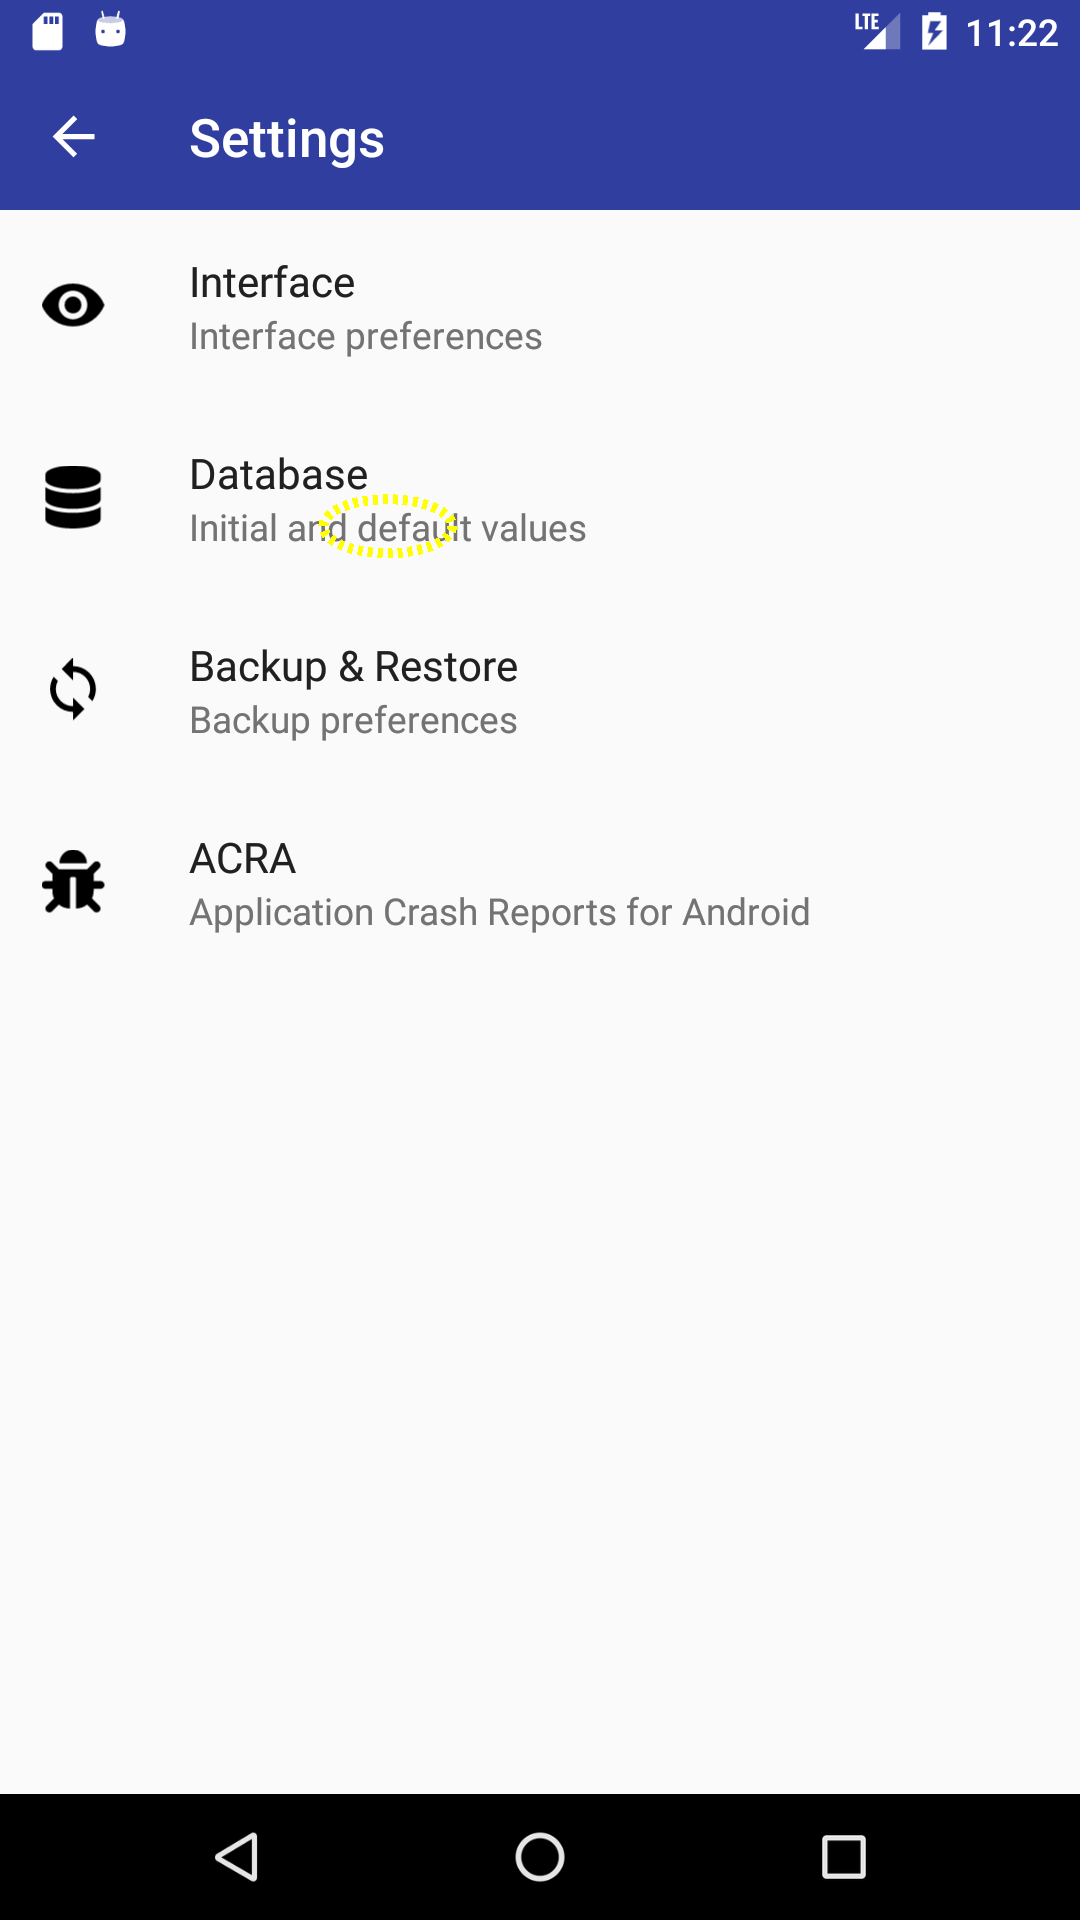 LTE 11:22
Settings
Interface
Interface preferences
Database
Initial and default values
Backup & Restore
Backup preferences
ACRA
Application Crash Reports for Android